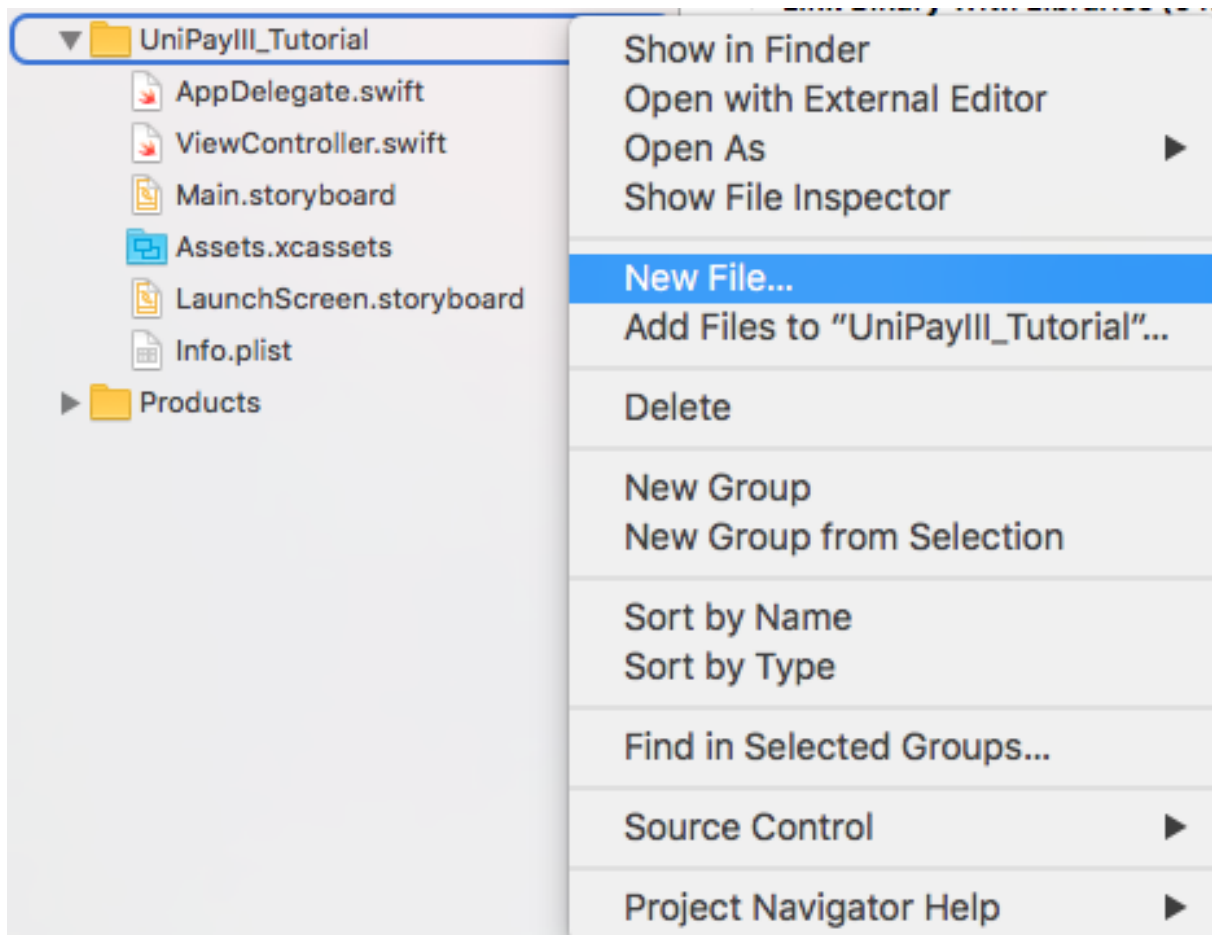 UniPayIII_Tutorial
AppDelegate.swift
ViewController.swift
Main.storyboard
Assets.xcassets
LaunchScreen.storyboard
Info.plist
Products
Show in Finder
Open with External Editor
Open As
Show File Inspector
New File...
Add Files to “UniPayIII_Tutorial”...
Delete
New Group
New Group from Selection
Sort by Name
Sort by Type
Find in Selected Groups...
Source Control
Project Navigator Help